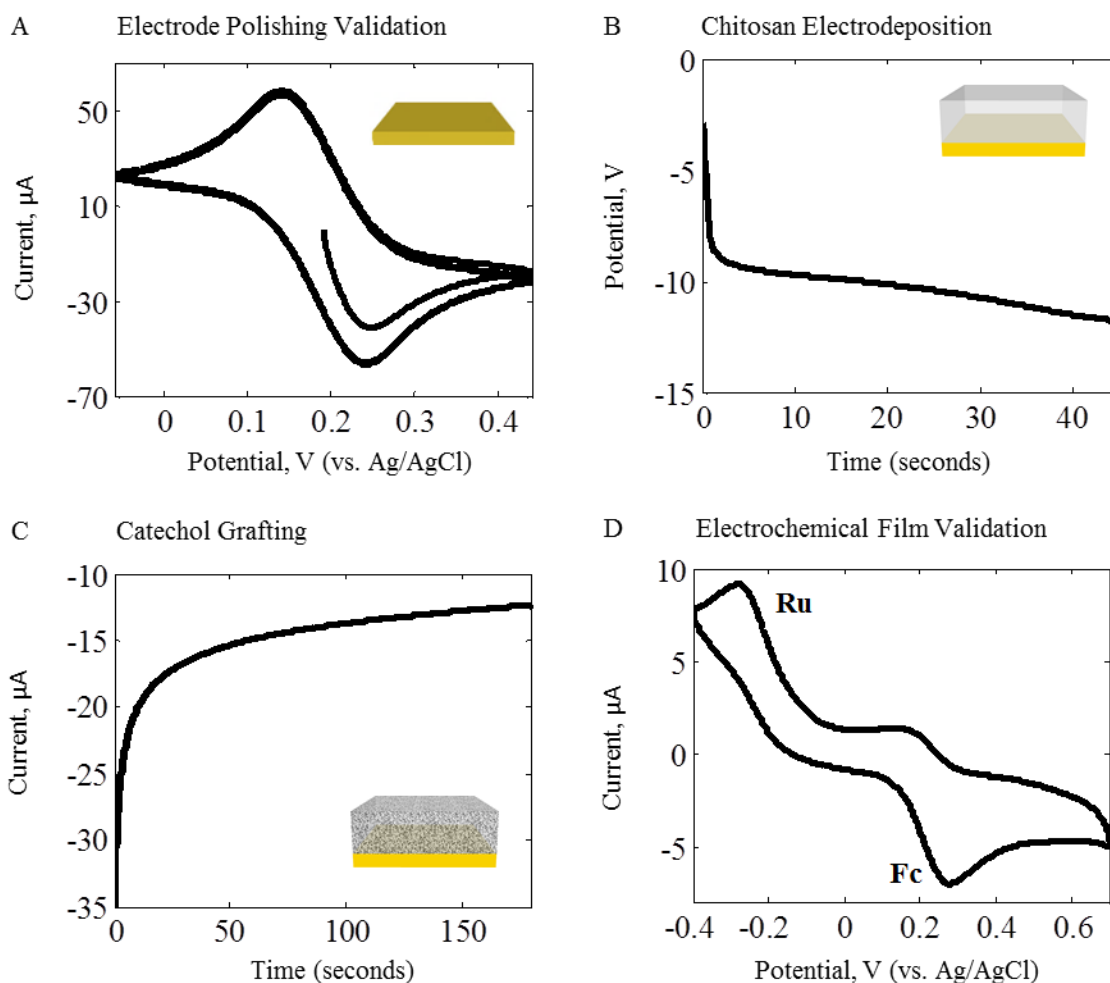 A Electrode Polishing Validation
50
10
-30
-70
Current, µA
0 0.1 0.2 0.3 0.4
Potential, V (vs. Ag/AgCl)
B Chitosan Electrodeposition
0
-5
-10
-15
Potential, V
0 10 20 30 40
Time (seconds)
C Catechol Grafting
-10
-15
-20
-25
-30
-35
Current, µA
0 50 100 150
Time (seconds)
D Electrochemical Film Validation
10
5
0
-5
Current, µA
Ru
Fc
-0.4 -0.2 0 0.2 0.4 0.6
Potential, V (vs. Ag/AgCl)